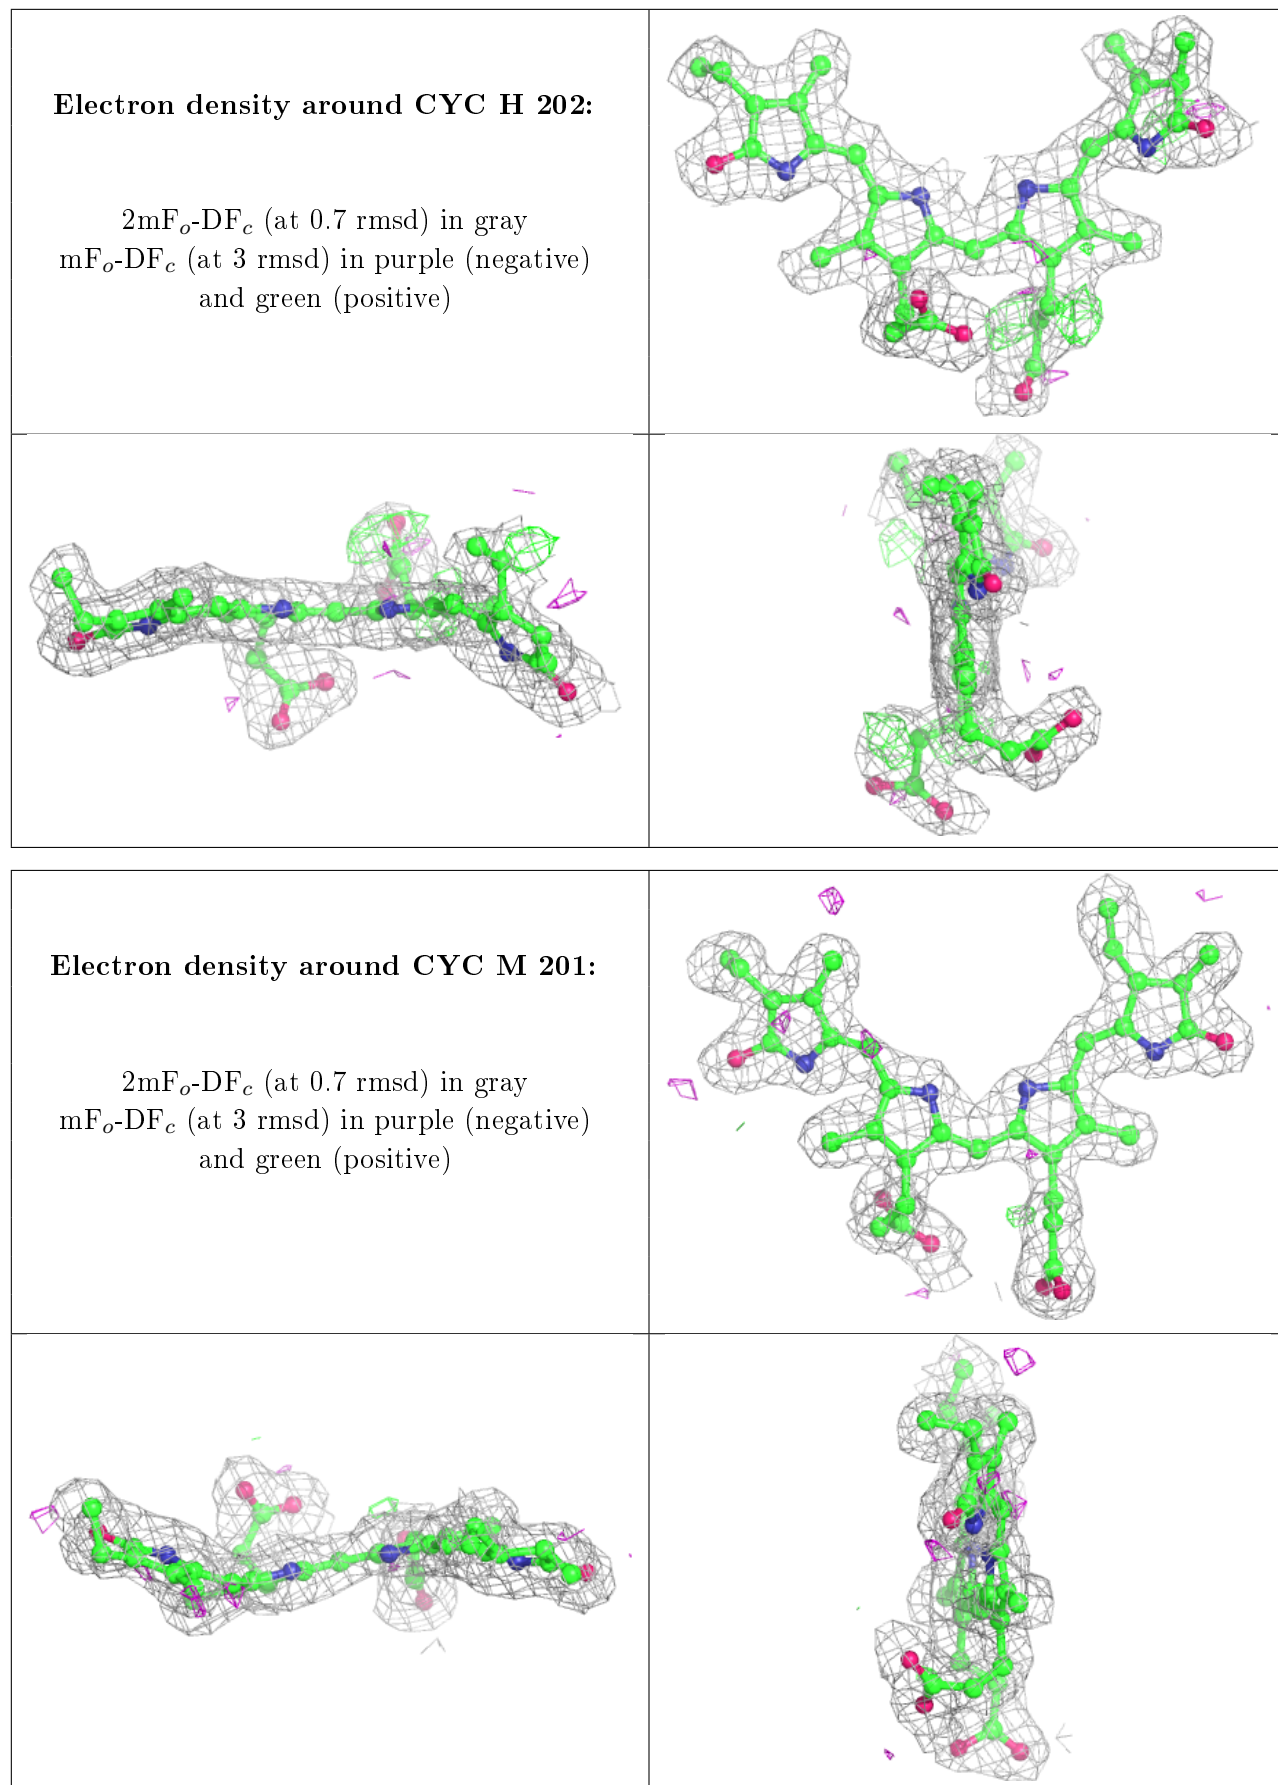 Electron density around CYC H 202:
2mFo-DFc (at 0.7 rmsd) in gray
mFo-DFc (at 3 rmsd) in purple (negative)
and green (positive)
Electron density around CYC M 201:
2mFo-DFc (at 0.7 rmsd) in gray
mFo-DFc (at 3 rmsd) in purple (negative)
and green (positive)